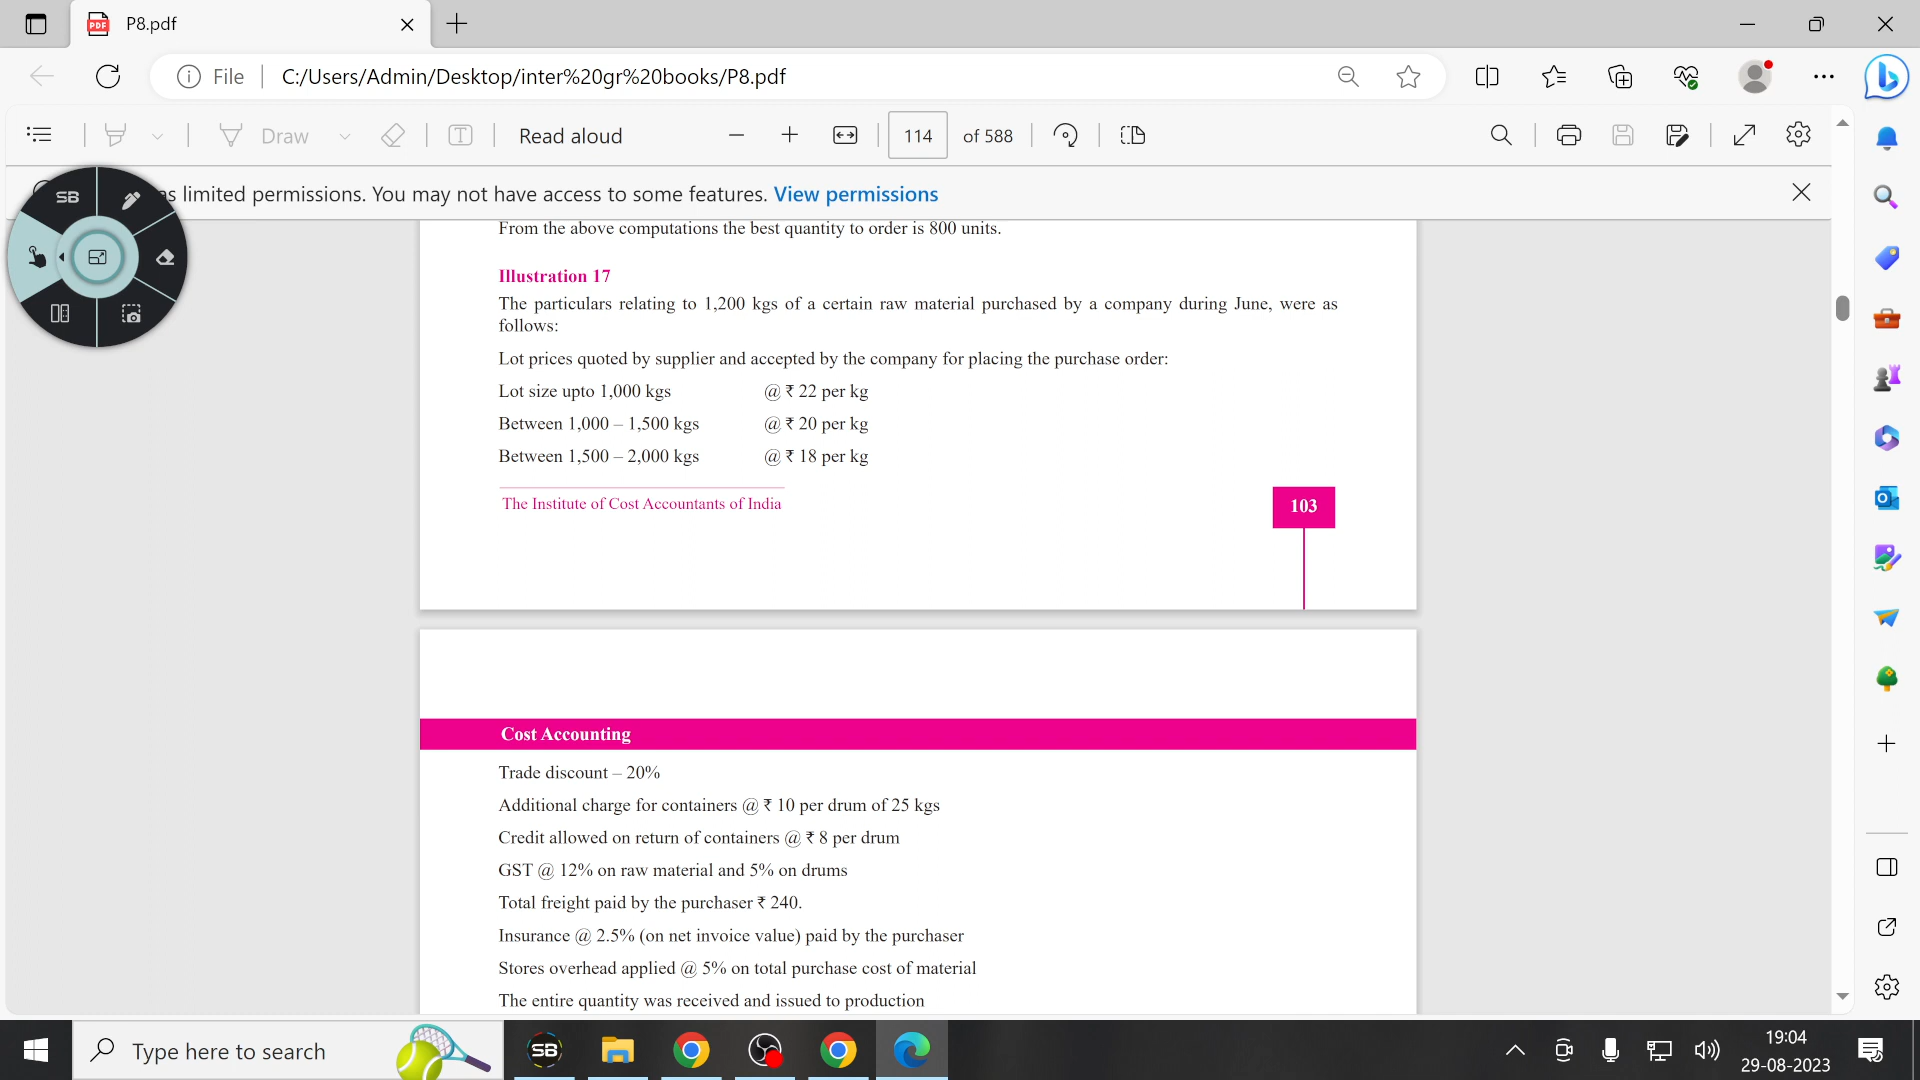 P8.pdf
File
C:/Users/Admin/Desktop/inter%20gr%20books/P8.pdf
Draw
Read aloud
114
of 588
SB
as limited permissions. You may not have access to some features. View permissions
From the above computations the best quantity to order is 800 units.
Illustration 17
The particulars relating to 1,200 kgs of a certain raw material purchased by a company during June, were as
follows:
Lot prices quoted by supplier and accepted by the company for placing the purchase order:
Lot size upto 1,000 kgs @ ₹ 22 per kg
Between 1,000 – 1,500 kgs @ ₹ 20 per kg
Between 1,500 – 2,000 kgs @ ₹ 18 per kg
The Institute of Cost Accountants of India
103
Cost Accounting
Trade discount – 20%
Additional charge for containers @ ₹ 10 per drum of 25 kgs
Credit allowed on return of containers @ ₹ 8 per drum
GST @ 12% on raw material and 5% on drums
Total freight paid by the purchaser ₹ 240.
Insurance @ 2.5% (on net invoice value) paid by the purchaser
Stores overhead applied @ 5% on total purchase cost of material
The entire quantity was received and issued to production
Type here to search
SB
19:04
29-08-2023